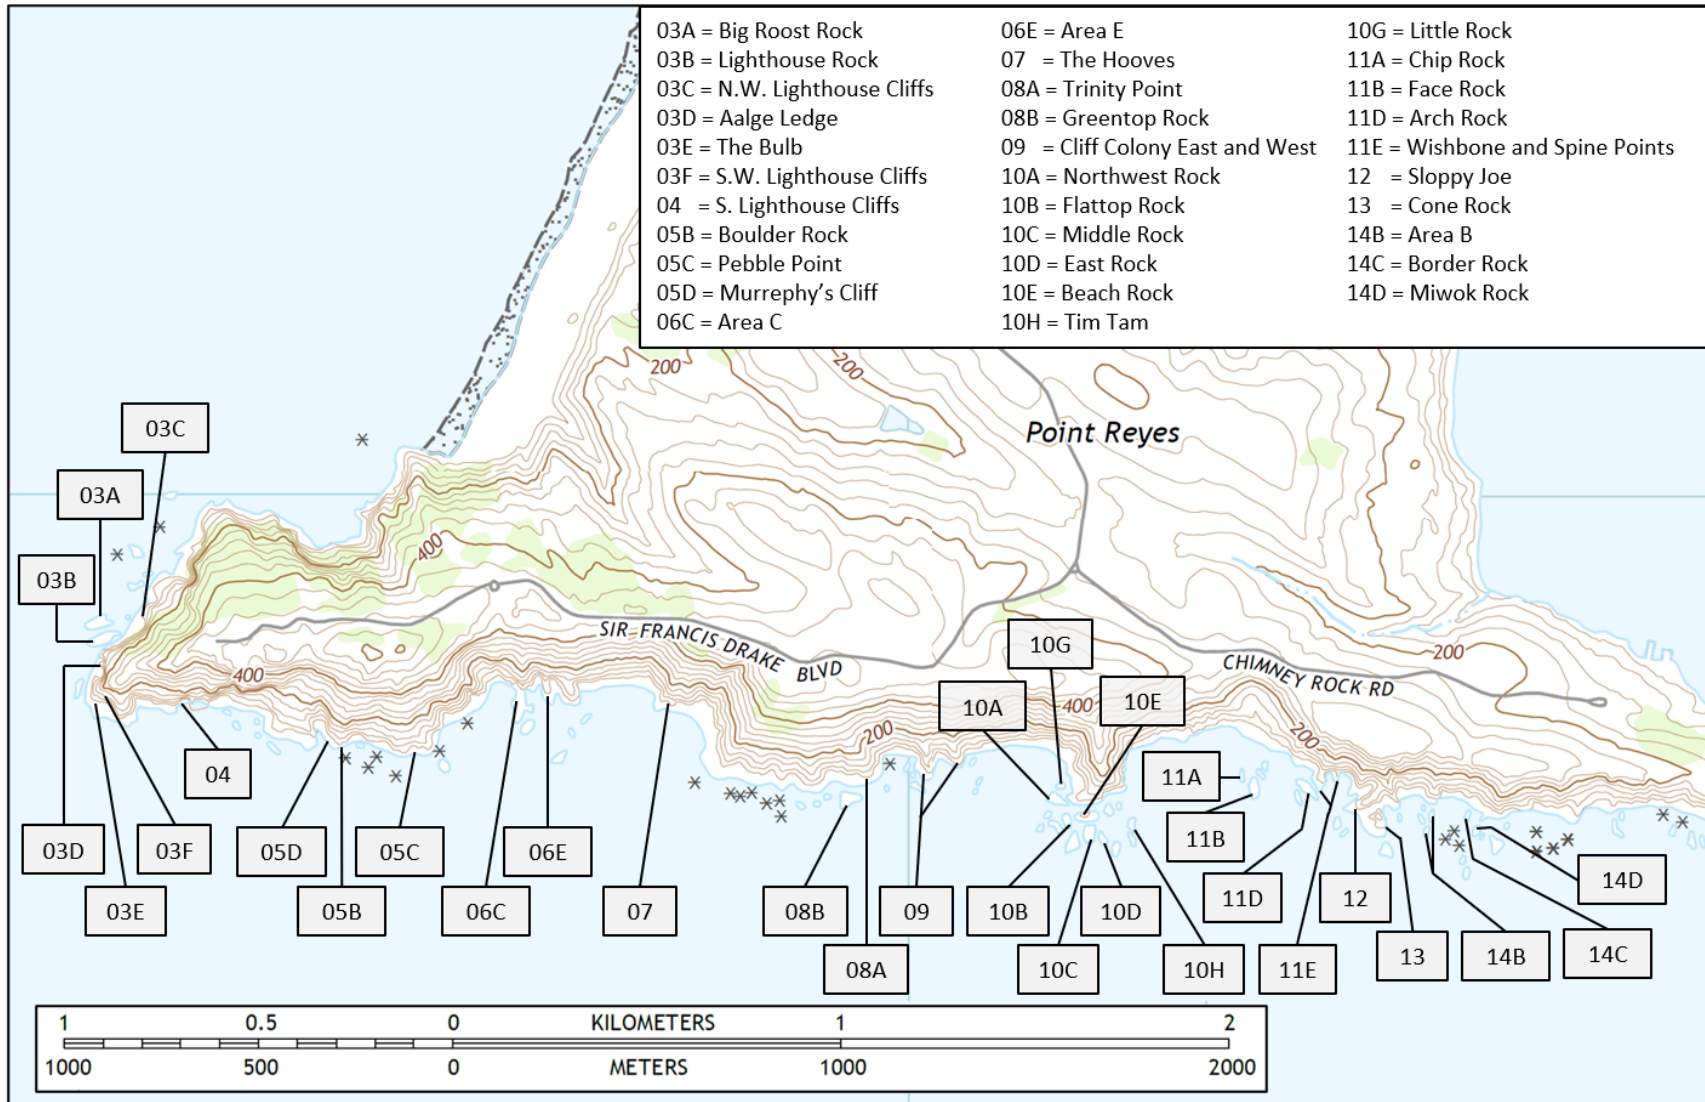 03A = Big Roost Rock
03B = Lighthouse Rock
03C = N.W. Lighthouse Cliffs
03D = Aalge Ledge
03E = The Bulb
03F = S.W. Lighthouse Cliffs
04 = S. Lighthouse Cliffs
05B = Boulder Rock
05C = Pebble Point
05D = Murrephy's Cliff
06C = Area C
06E = Area E
07 = The Hooves
08A = Trinity Point
08B = Greentop Rock
09 = Cliff Colony East and West
10A = Northwest Rock
10B = Flattop Rock
10C = Middle Rock
10D = East Rock
10E = Beach Rock
10H = Tim Tam
10G = Little Rock
11A = Chip Rock
11B = Face Rock
11D = Arch Rock
11E = Wishbone and Spine Points
12 = Sloppy Joe
13 = Cone Rock
14B = Area B
14C = Border Rock
14D = Miwok Rock
200
200
Point Reyes
03C
03A
400
03B
SIR FRANCIS DRAKE BLVD
10G
200
CHIMNEY ROCK RD
400
10A
400
10E
200
200
04
11A
03D
03F
05D
05C
06E
11B
14D
03E
05B
06C
07
08B
09
10B
10D
11D
12
08A
10C
10H
11E
13
14B
14C
1 0.5 0 KILOMETERS 1 2
1000 500 0 METERS 1000 2000